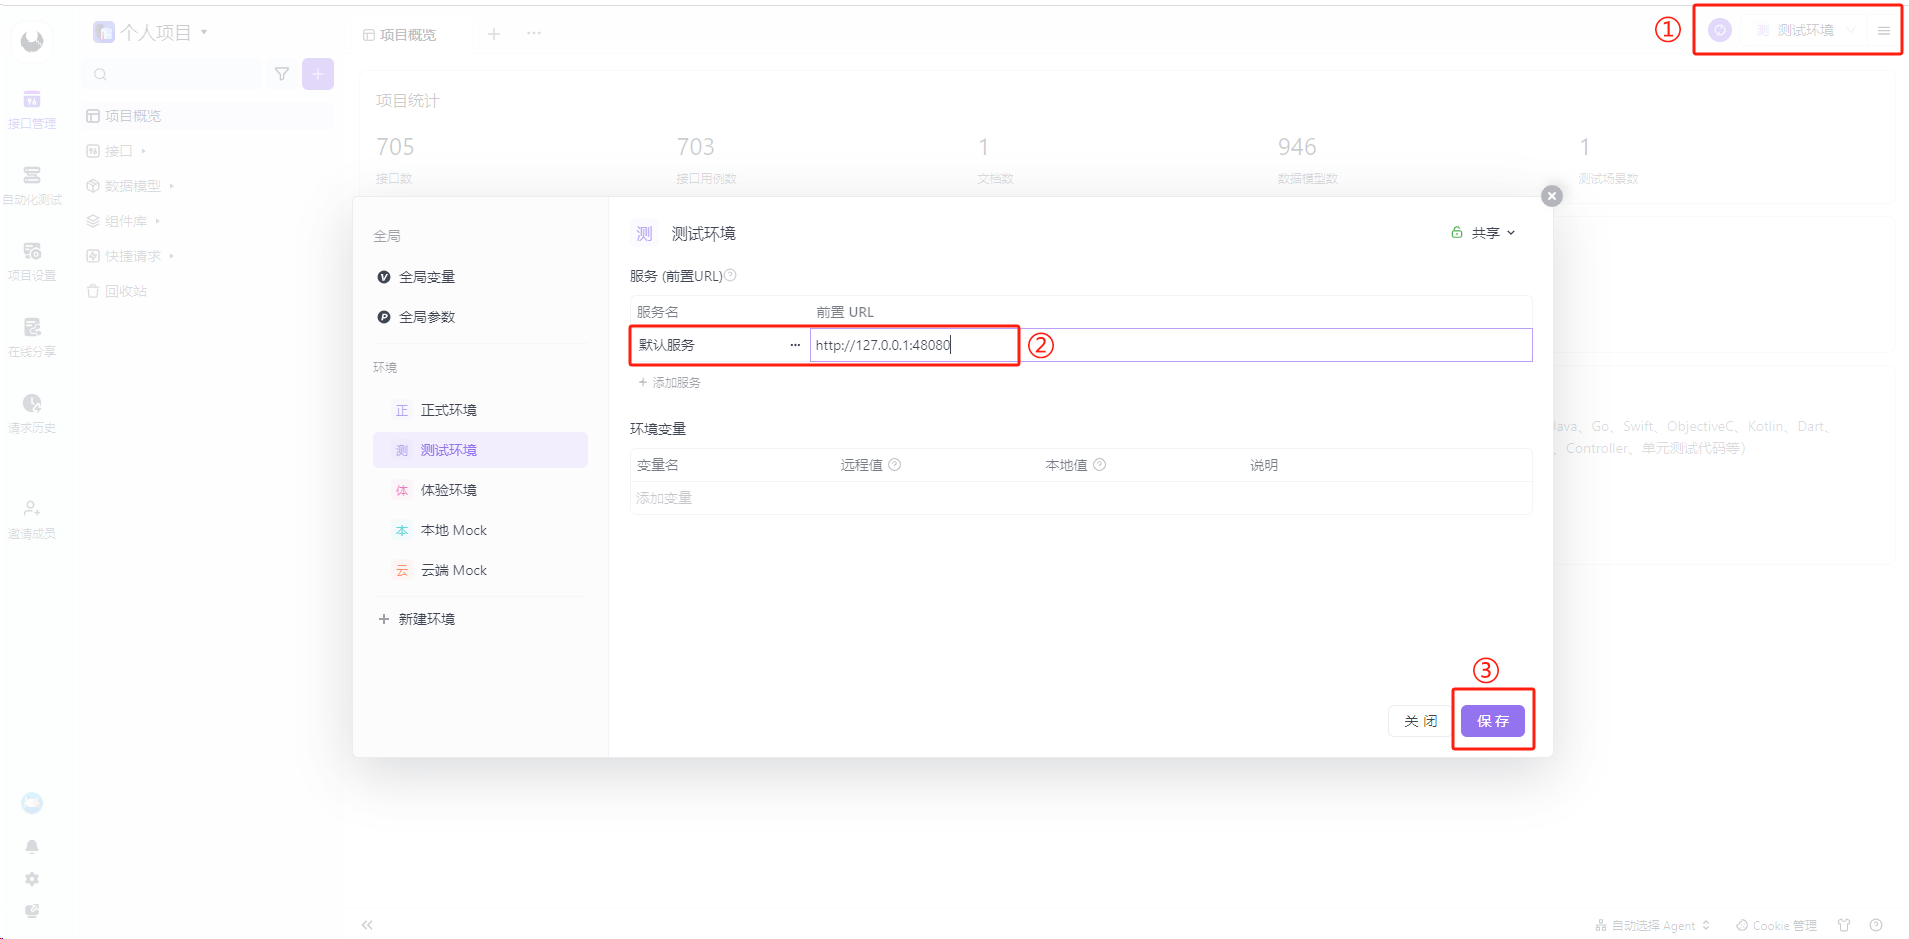 个人项目
项目概览
①
测 测试环境
接口管理
自动化测试
项目设置
在线分享
请求历史
邀请成员
项目概览
接口
数据模型
组件库
快捷请求
回收站
项目统计
705
703
1
946
1
接口数
接口用例数
文档数
数据模型数
测试场景数
全局
全局变量
全局参数
环境
正 正式环境
测 测试环境
体 体验环境
本 本地 Mock
云 云端 Mock
新建环境
测 测试环境
共享
服务 (前置URL)
服务名 前置 URL
默认服务 ... http://127.0.0.1:48080
②
+ 添加服务
环境变量
变量名 远程值 本地值 说明
添加变量
Java、Go、Swift、ObjectiveC、Kotlin、Dart、
、Controller、单元测试代码等）
③
关 闭
保 存
自动选择 Agent
Cookie 管理